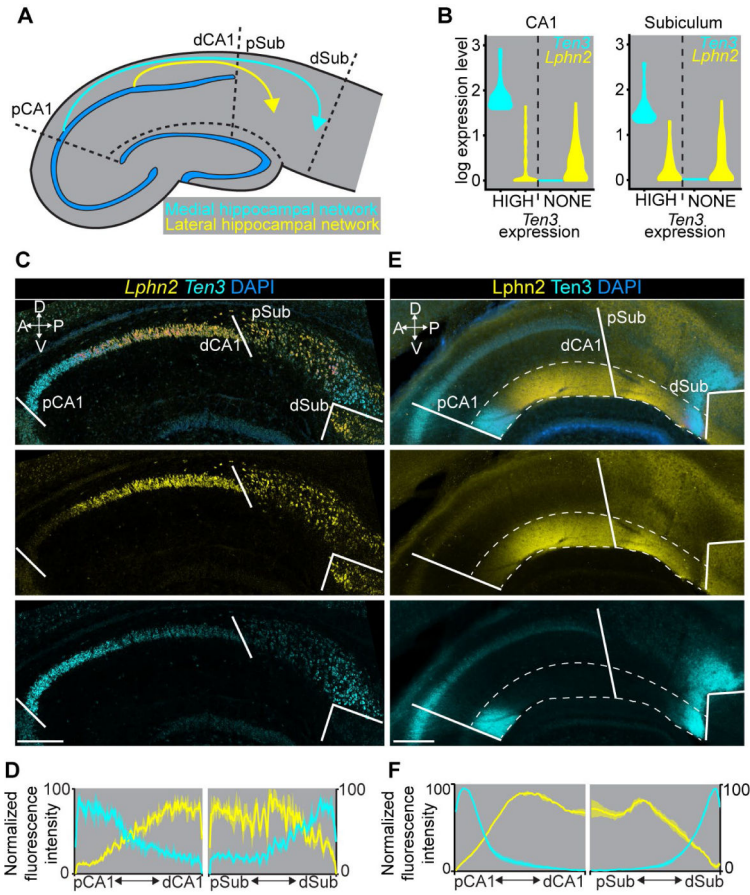 A
dCA1 pSub
dSub
pCA1
Medial hippocampal network
Lateral hippocampal network
B
CA1
Subiculum
log expression level
3
2
1
0
Ten3
Lphn2
HIGH NONE
Ten3
expression
3
2
1
0
Ten3
Lphn2
HIGH NONE
Ten3
expression
C
Lphn2 Ten3 DAPI
D
A P
V
pSub
dCA1
pCA1
dSub
E
Lphn2 Ten3 DAPI
D
A P
V
pSub
dCA1
pCA1
dSub
D
Normalized
fluorescence
intensity
100
0
100
0
pCA1 dCA1 pSub dSub
F
Normalized
fluorescence
intensity
100
0
100
0
pCA1 dCA1 pSub dSub